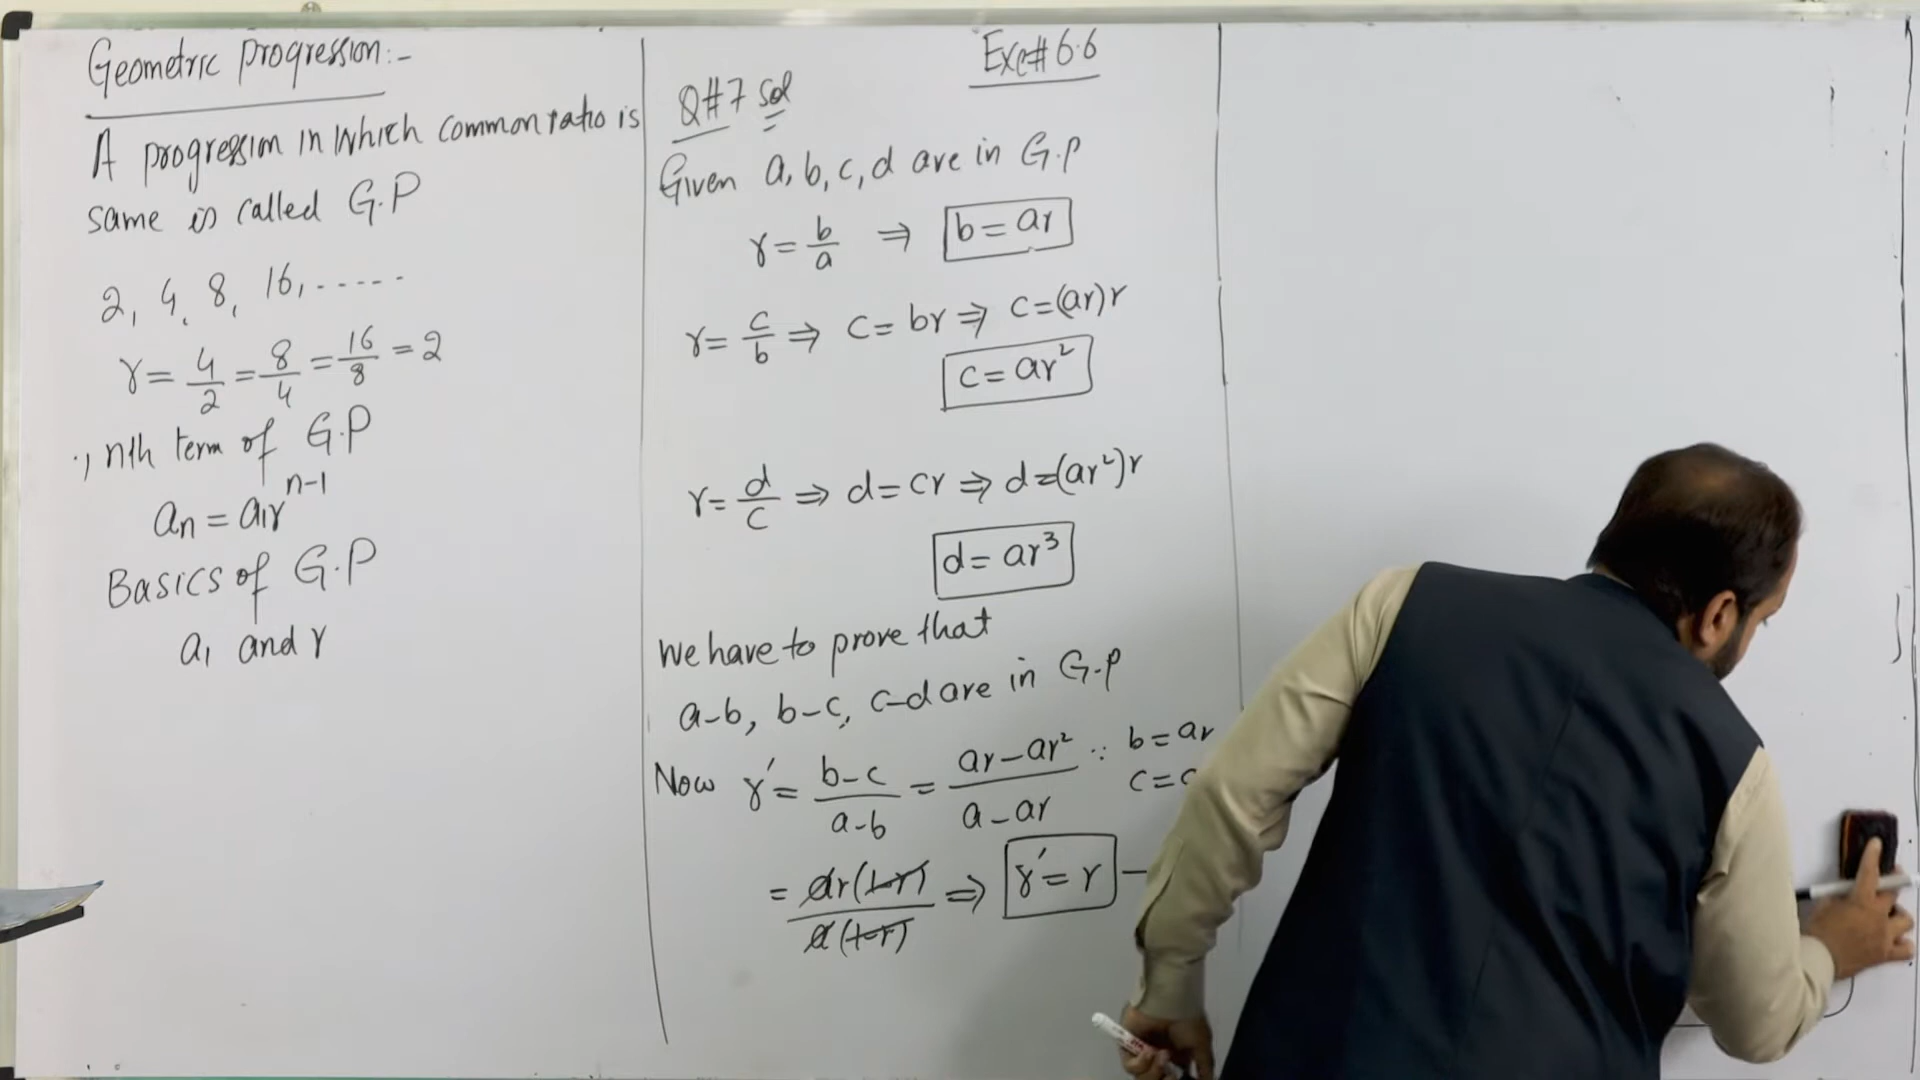 Geometric progression:-
A progression in which common ratio is
same is called G.P
2, 4, 8, 16, .....
r = 4/2 = 8/4 = 16/8 = 2
nth term of G.P
an = a1r^n-1
Basics of G.P
a1 and r
Exe# 6.6
Q#7 Sol
Given a, b, c, d are in G.P
r = b/a ⇒ b = ar
r = c/b ⇒ c = br ⇒ c = (ar)r
c = ar²
r = d/c ⇒ d = cr ⇒ d = (ar²)r
d = ar³
We have to prove that
a-b, b-c, c-d are in G.P
Now r' = b-c/a-b = ar-ar²/a-ar ∵ b = ar
c =
= ar(1-r)/a(1-r) ⇒ r' = r —